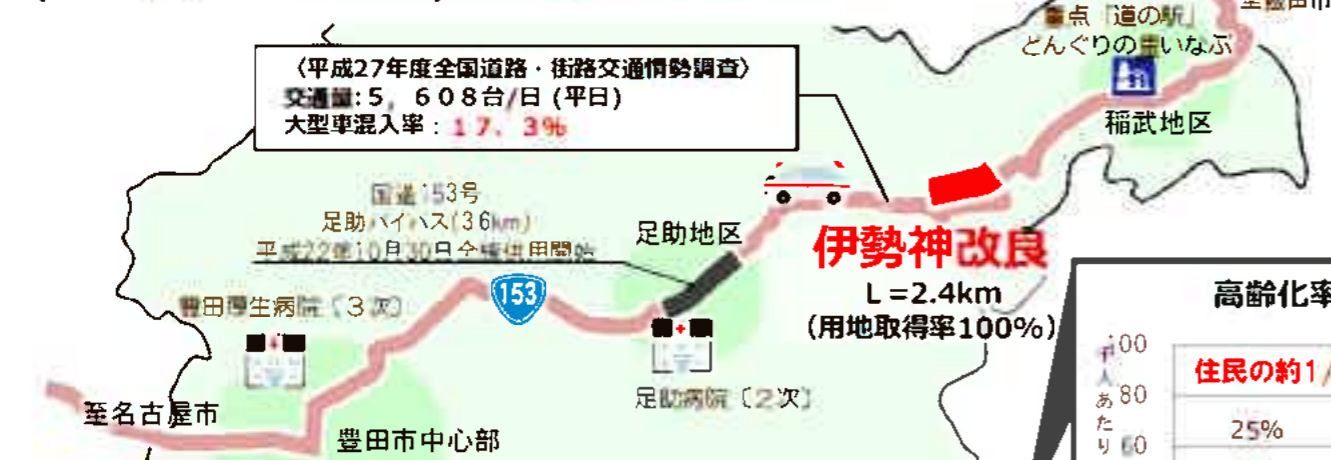 点「道の駅」
どんぐりの いなぶ
〈平成27年度全国道路・街路交通情勢調査〉
交通量:5，608台/日 (平日)
大型車混入率：17．3%
稲武地区
国道153号
足助バイパス(3.6km)
平成22年10月30日全線供用開始
足助地区
伊勢神改良
L =2.4km
(用地取得率100%)
153
豊田厚生病院〔3次〕
足助病院〔2次〕
至名古屋市
豊田市中心部
高齢化率
100
住民の約1/
80
人あたり
25%
60